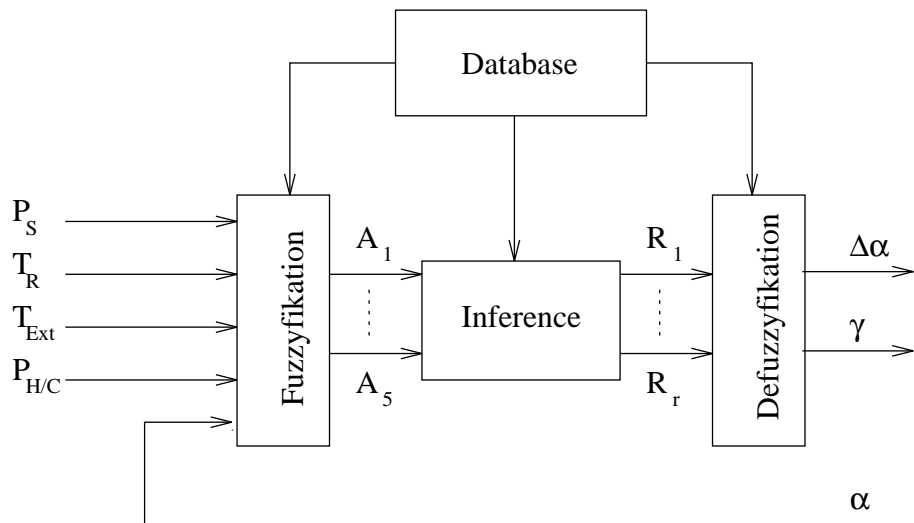 Database
P_S
T_R
T_Ext
P_H/C
Fuzzyfikation
A_1
A_5
Inference
R_1
R_r
Defuzzyfikation
Δα
γ
α